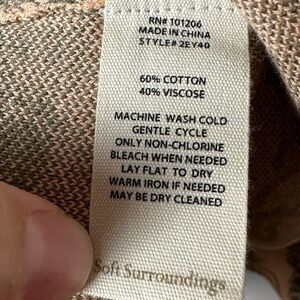 RN# 101206
MADE IN CHINA
STYLE# 2EY40
60% COTTON
40% VISCOSE
MACHINE WASH COLD
GENTLE CYCLE
ONLY NON-CHLORINE
BLEACH WHEN NEEDED
LAY FLAT TO DRY
WARM IRON IF NEEDED
MAY BE DRY CLEANED
Soft Surroundings